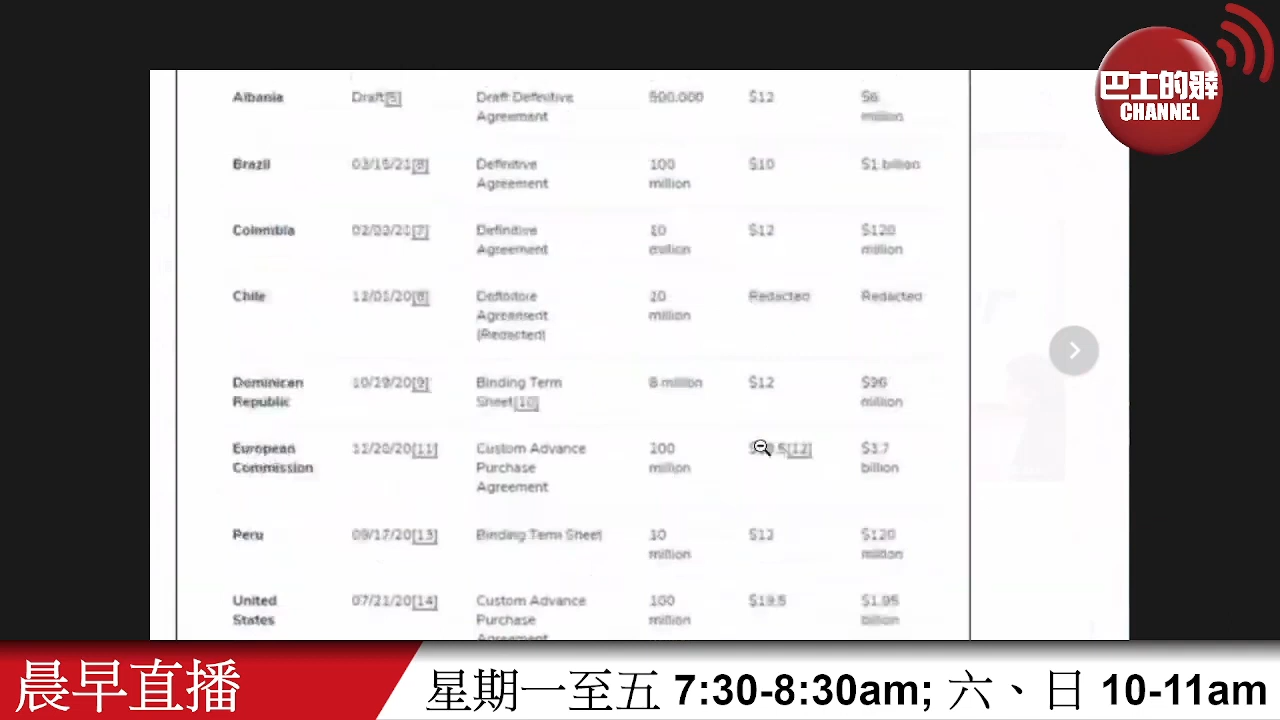 巴士的報
CHANNEL
Albania Draft[5] Draft Definitive 500,000 $12 $6
Agreement million
Brazil 03/15/21[6] Definitive 100 $10 $1 billion
Agreement million
Colombia 02/02/21[7] Definitive 10 $12 $120
Agreement million million
Chile 12/01/20[8] Definitive 10 Redacted Redacted
Agreement million
(Redacted)
Dominican 10/29/20[9] Binding Term 8 million $12 $96
Republic Sheet[10] million
European 11/20/20[11] Custom Advance [12]
Commission Purchase million billion
Agreement
Peru 09/17/20[13] Binding Term Sheet 10 $12 $120
million million
United 07/21/20[14] Custom Advance 100 $19.5 $1.95
States Purchase million billion
Agreement
晨早直播
星期一至五 7:30-8:30am; 六、日 10-11am